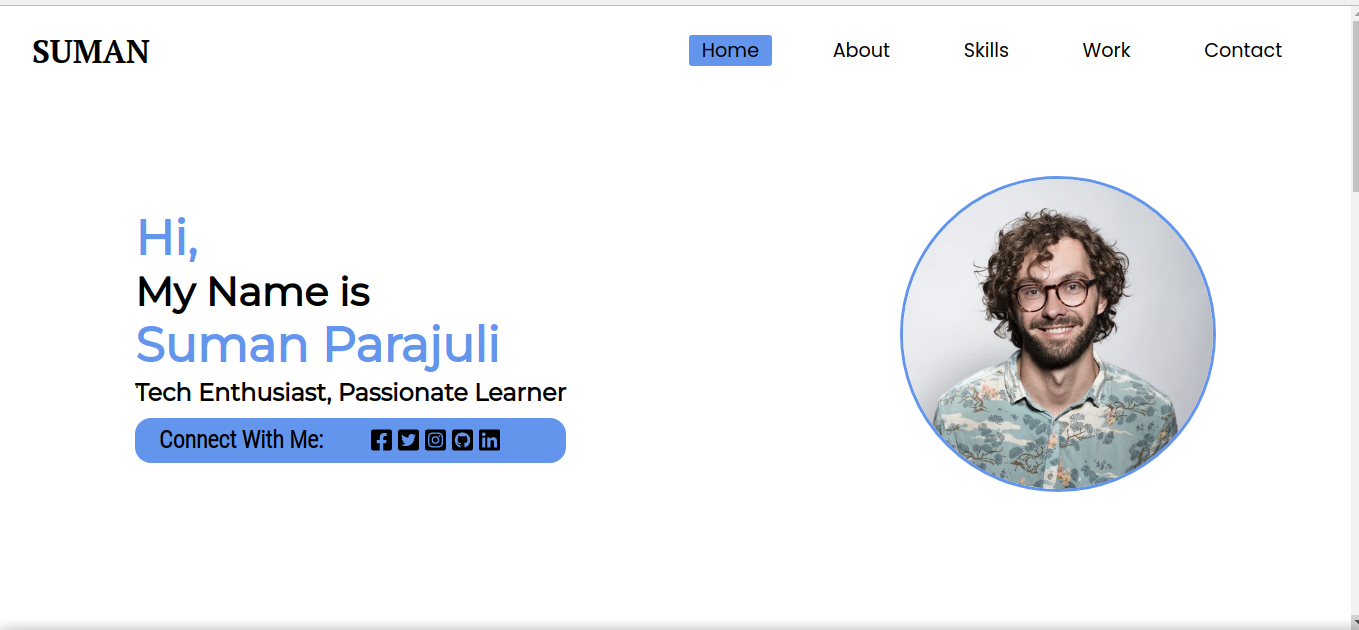 SUMAN
Home About Skills Work Contact
Hi,
My Name is
Suman Parajuli
Tech Enthusiast, Passionate Learner
Connect With Me: